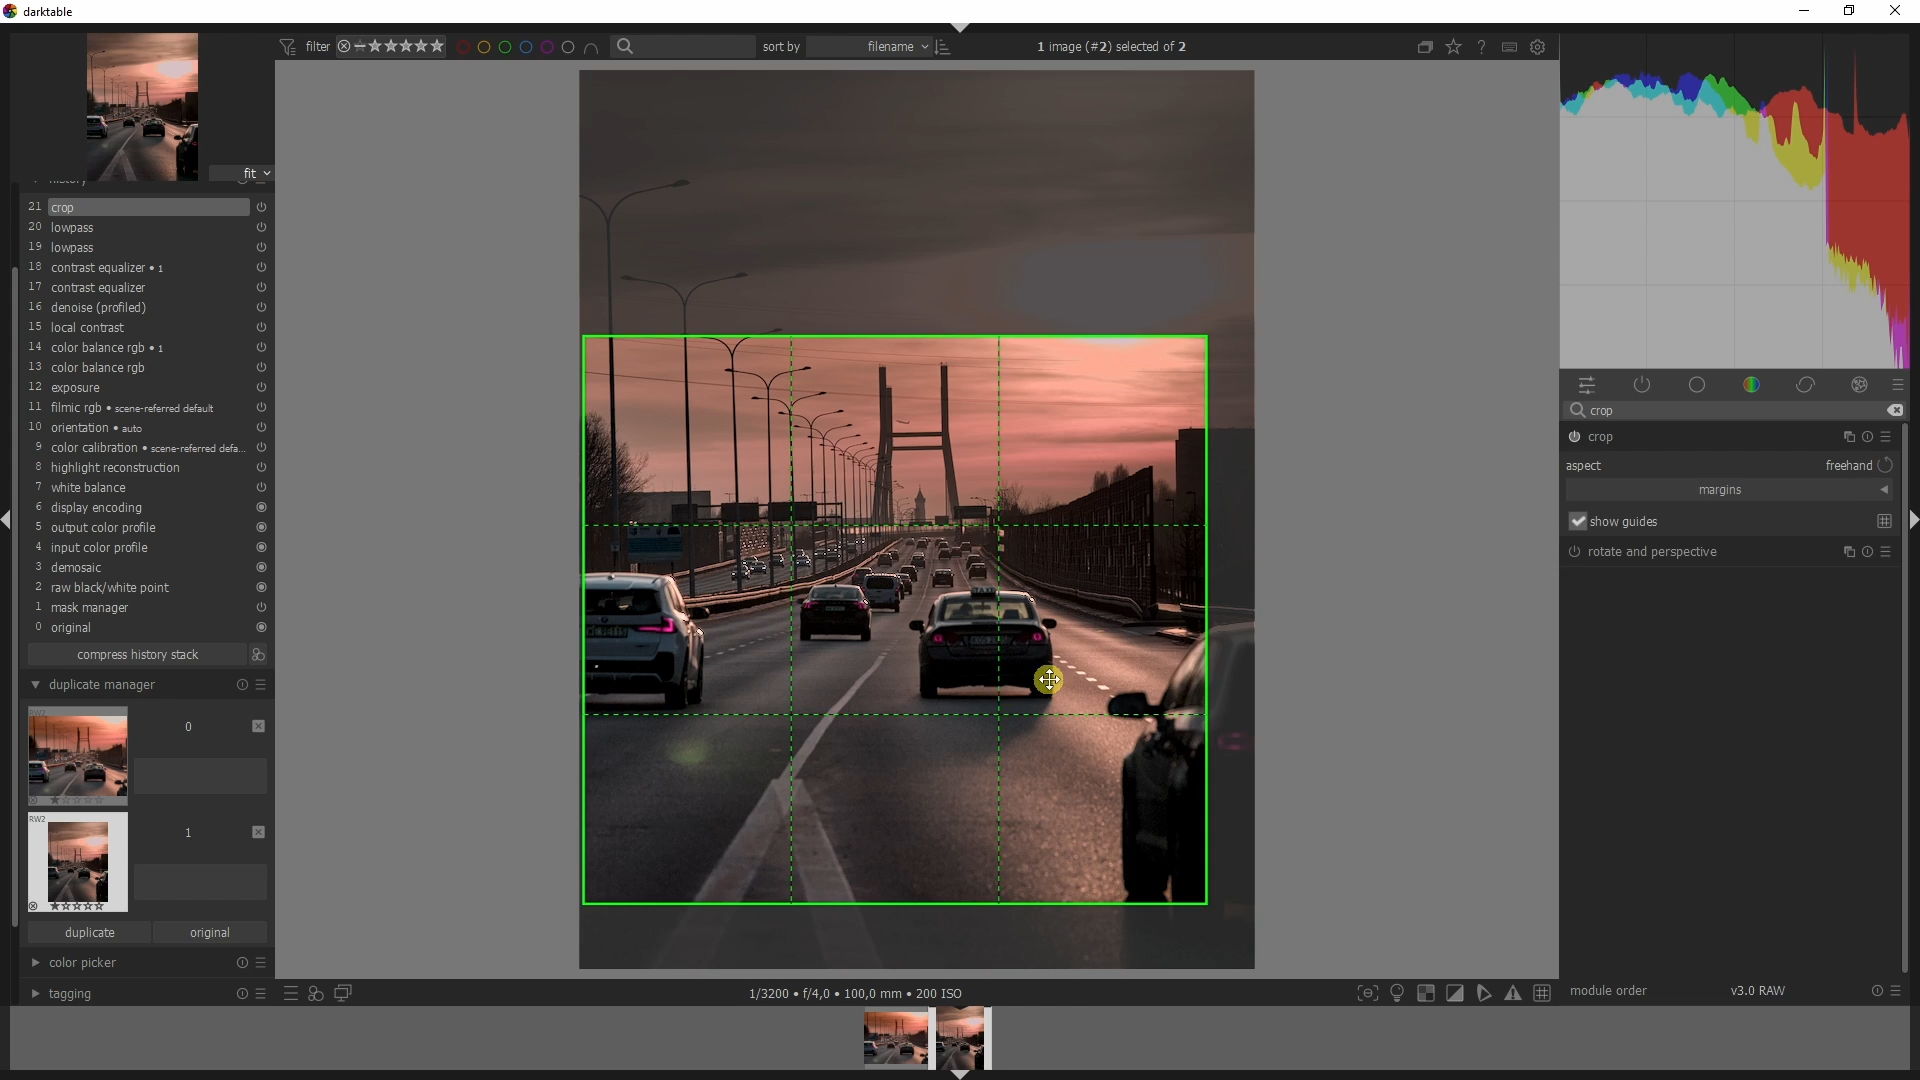 darktable
filter
sort by filename
1 image (#2) selected of 2
?
fit
21 crop
20 lowpass
19 lowpass
18 contrast equalizer • 1
17 contrast equalizer
16 denoise (profiled)
15 local contrast
14 color balance rgb • 1
13 color balance rgb
12 exposure
11 filmic rgb • scene-referred default
10 orientation • auto
9 color calibration • scene-referred defa...
8 highlight reconstruction
7 white balance
6 display encoding
5 output color profile
4 input color profile
3 demosaic
2 raw black/white point
1 mask manager
0 original
compress history stack
duplicate manager
RW2
0
RW2
1
duplicate original
color picker
tagging
TAXI
1/3200 • f/4,0 • 100,0 mm • 200 ISO
crop
crop
aspect freehand
margins
show guides
rotate and perspective
module order v3.0 RAW